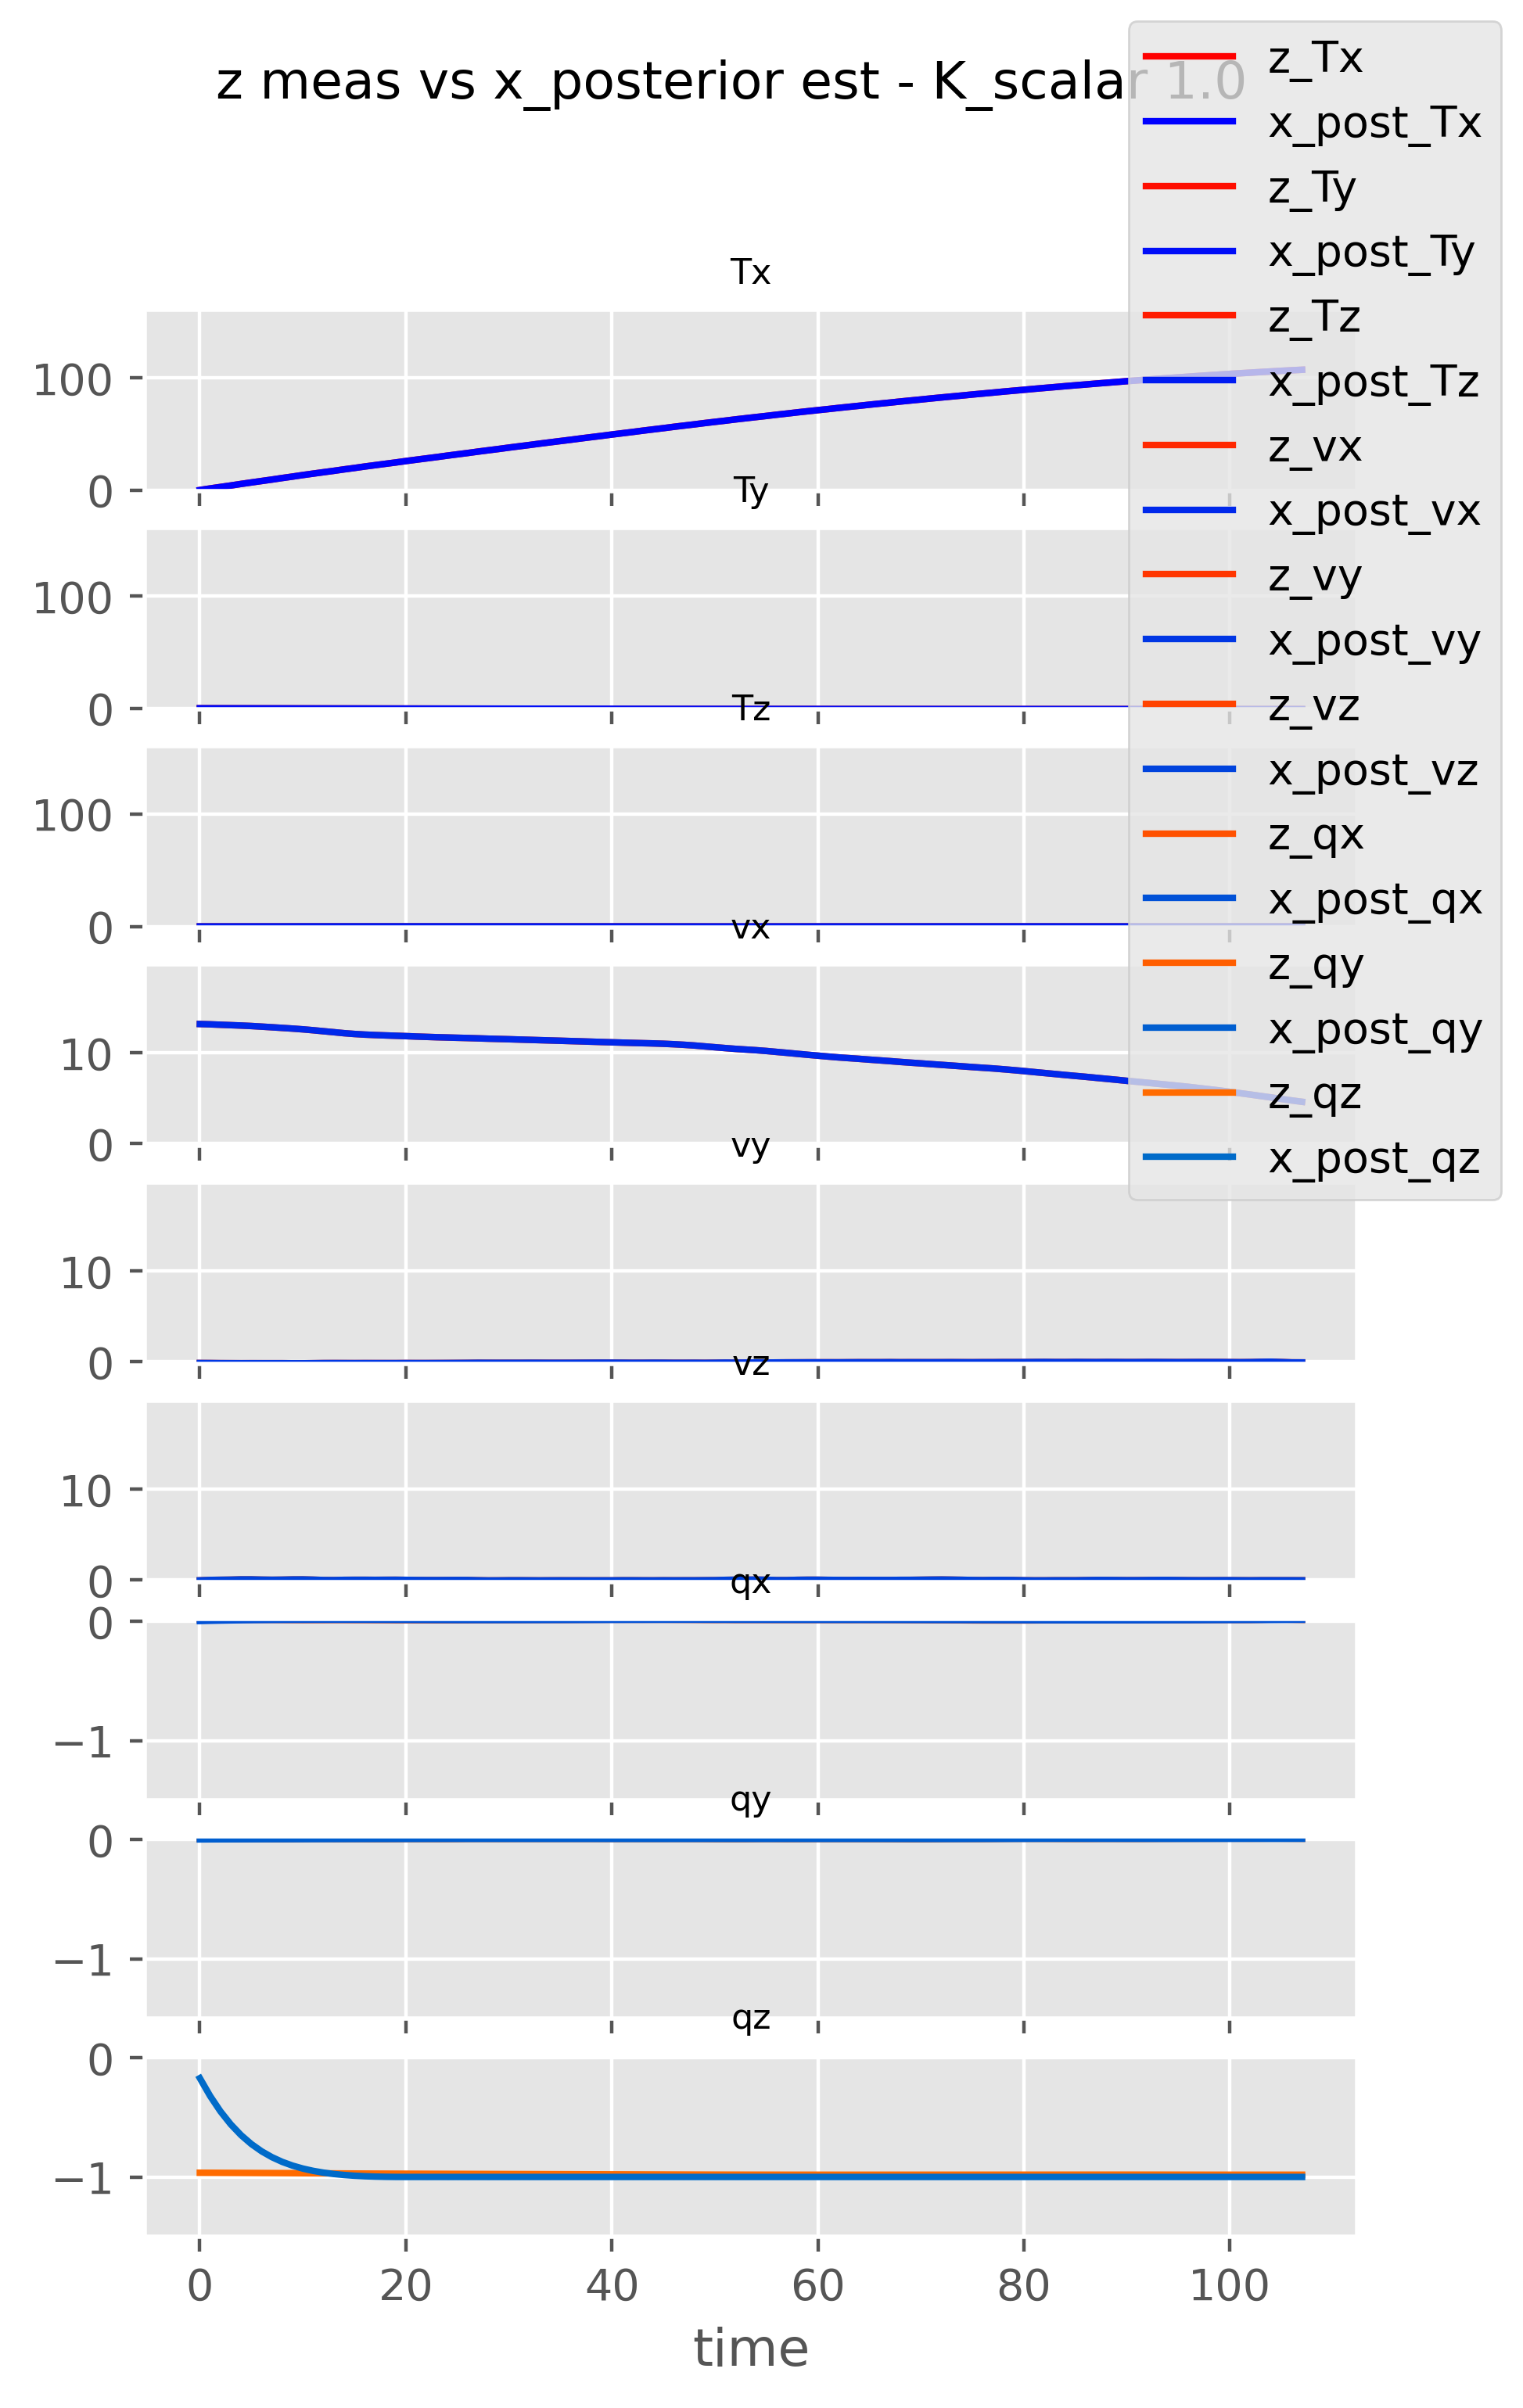 z meas vs x_posterior est - K_scalar 1.0
z_Tx
x_post_Tx
z_Ty
x_post_Ty
z_Tz
x_post_Tz
z_vx
x_post_vx
z_vy
x_post_vy
z_vz
x_post_vz
z_qx
x_post_qx
z_qy
x_post_qy
z_qz
x_post_qz
Tx
100
0
Ty
100
0
Tz
100
0
vx
10
0
vy
10
0
vz
10
0
qx
0
−1
qy
0
−1
qz
0
−1
0 20 40 60 80 100
time